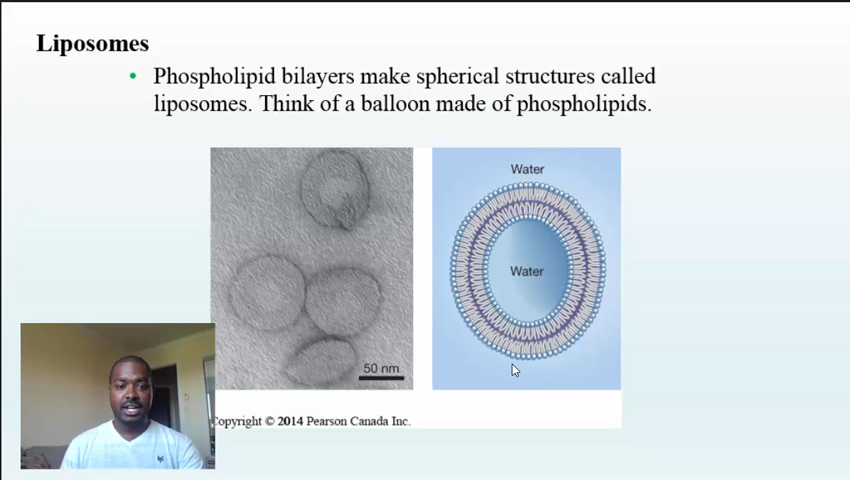 Liposomes
• Phospholipid bilayers make spherical structures called
liposomes. Think of a balloon made of phospholipids.
Water
Water
50 nm
Copyright © 2014 Pearson Canada Inc.